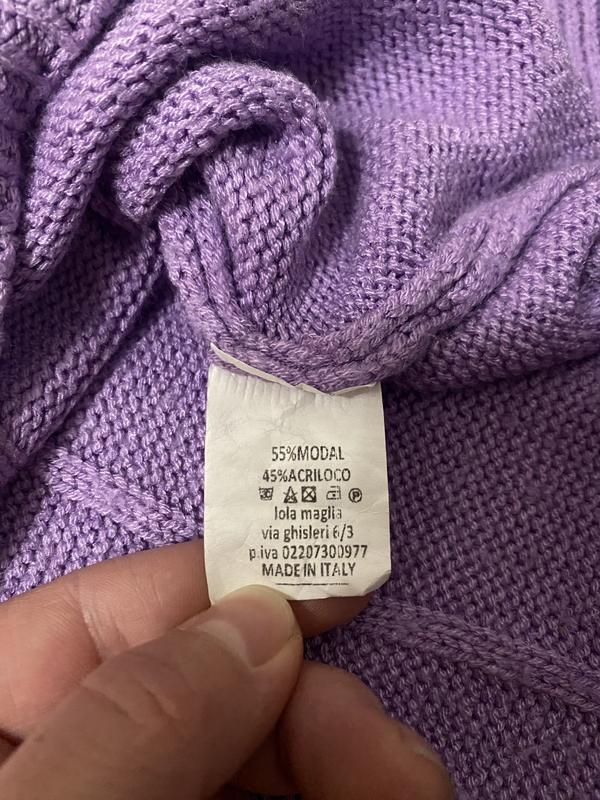 55%MODAL
45%ACRILOCO
P
lola maglia
via ghisleri 6/3
p.iva 02207300977
MADE IN ITALY